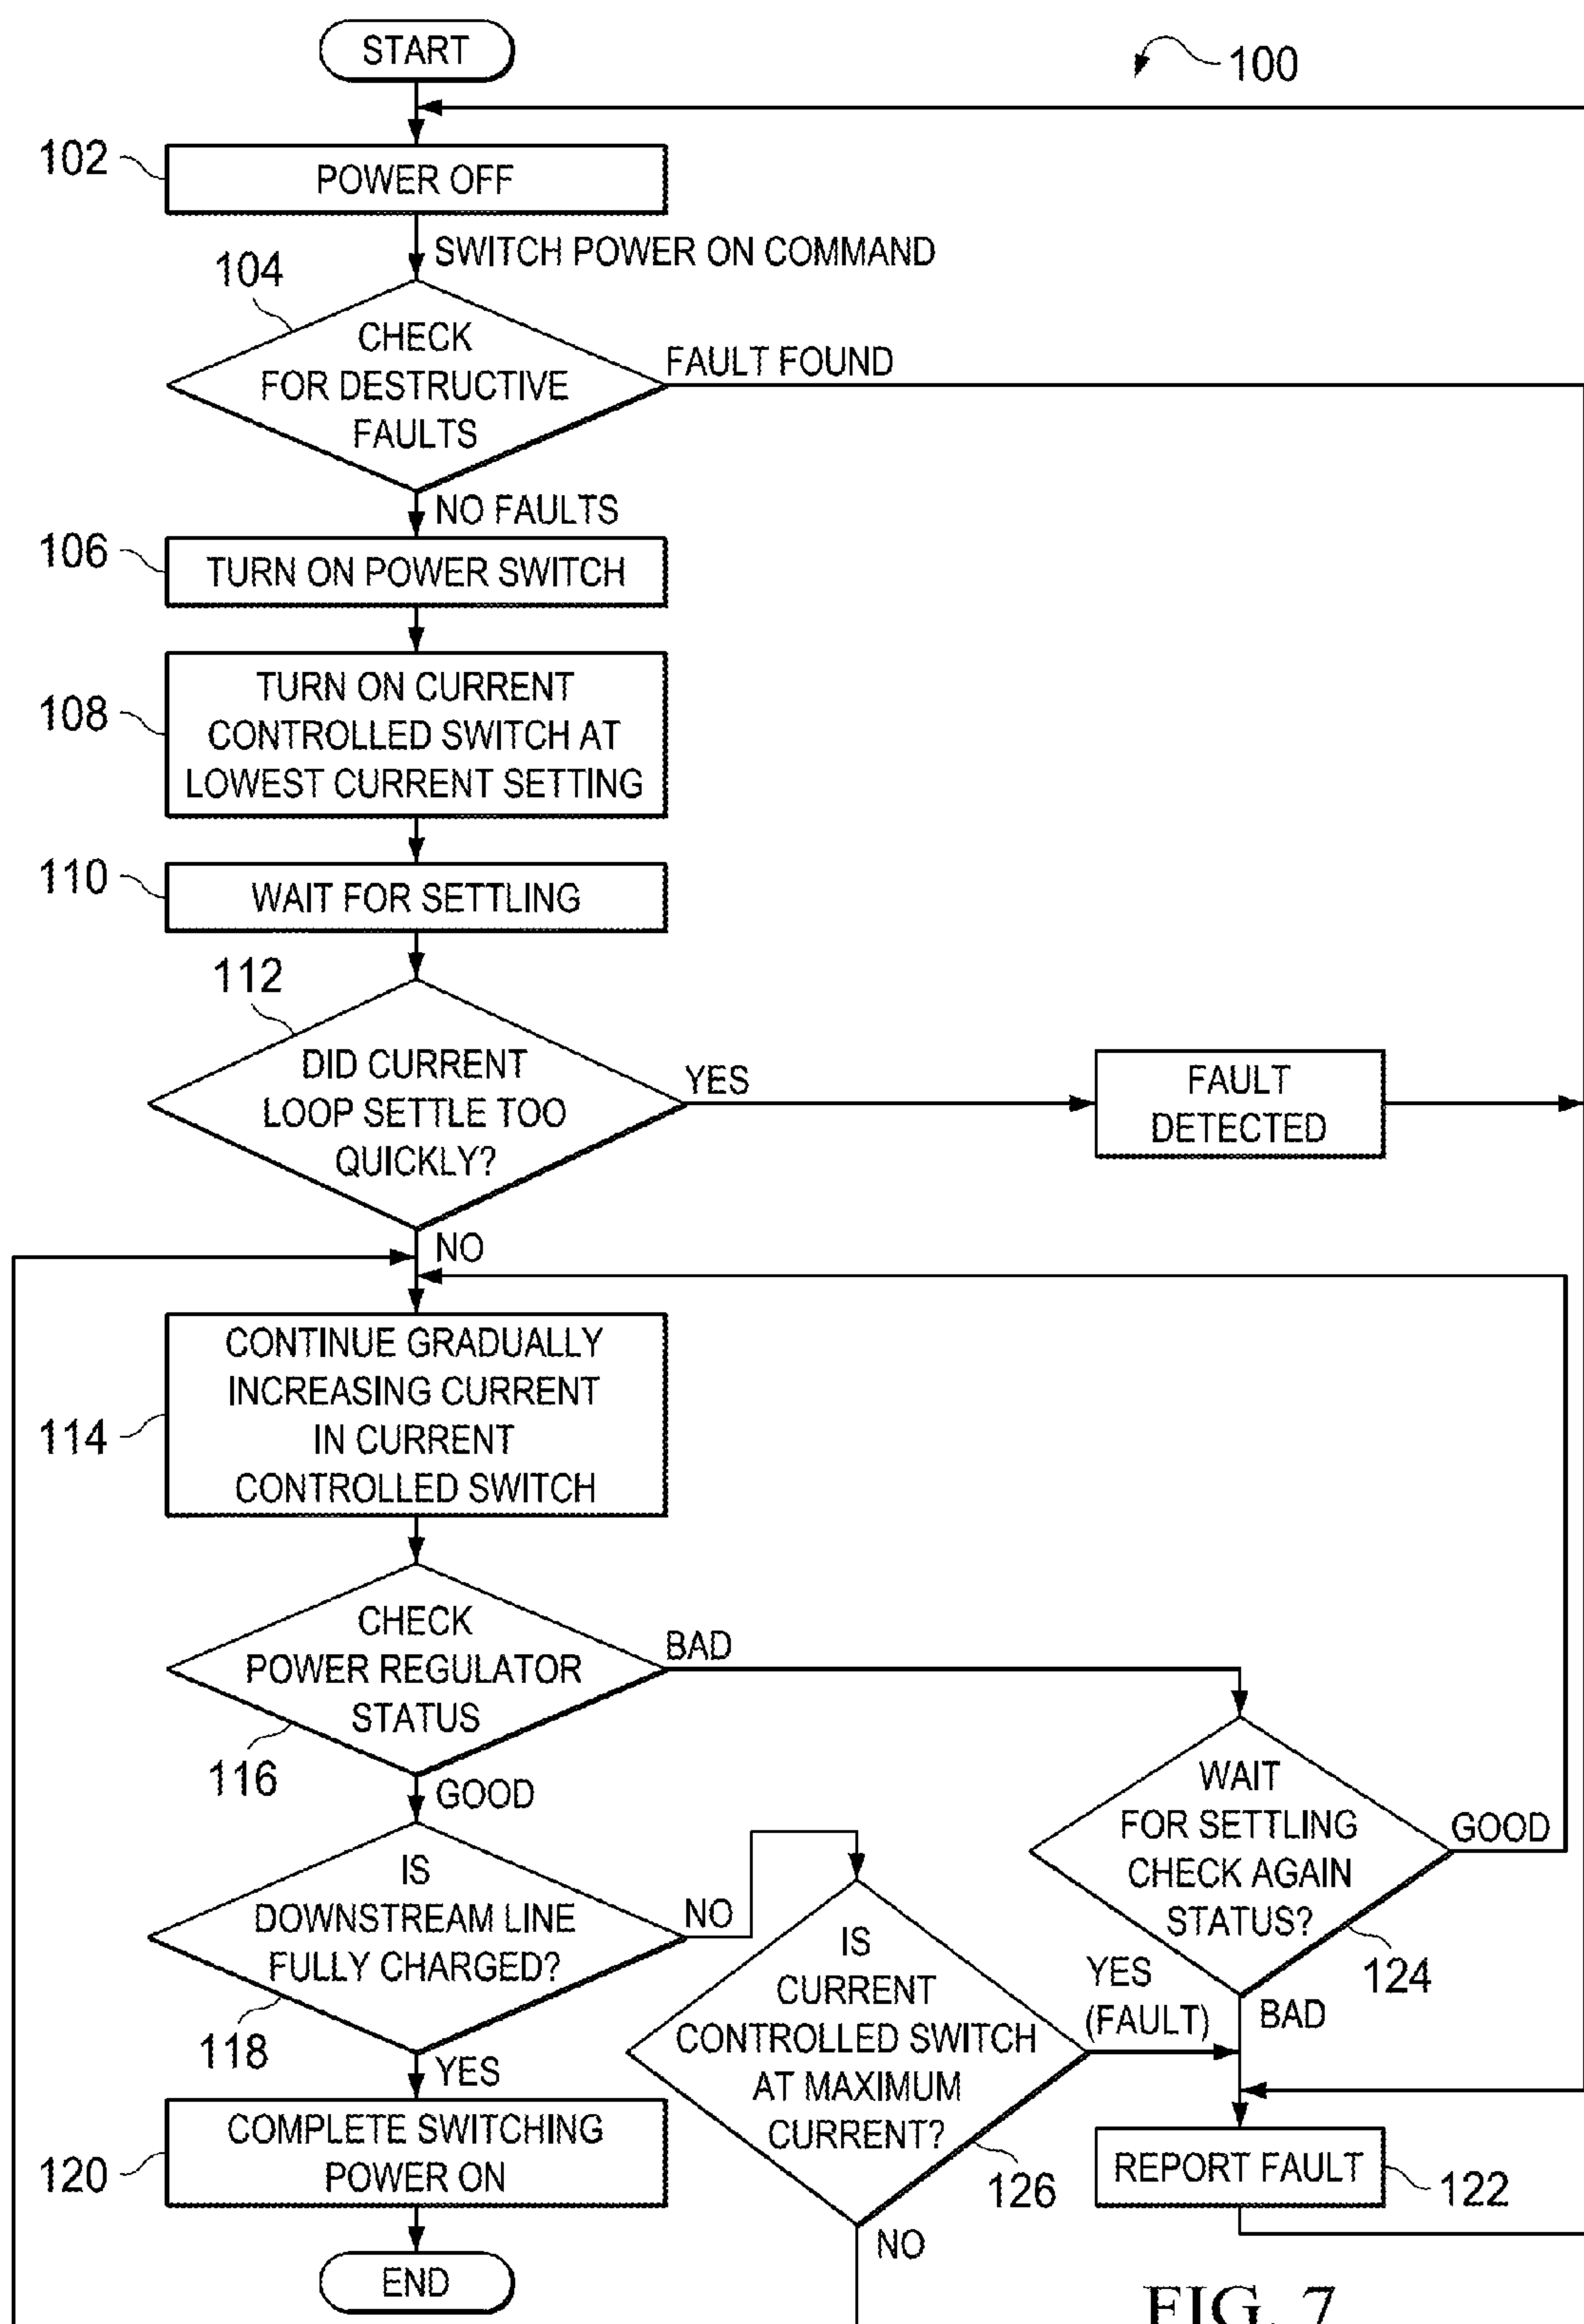 START
100
102
POWER OFF
SWITCH POWER ON COMMAND
104
CHECK
FOR DESTRUCTIVE
FAULTS
FAULT FOUND
NO FAULTS
106
TURN ON POWER SWITCH
108
TURN ON CURRENT
CONTROLLED SWITCH AT
LOWEST CURRENT SETTING
110
WAIT FOR SETTLING
112
DID CURRENT
LOOP SETTLE TOO
QUICKLY?
YES
FAULT
DETECTED
NO
114
CONTINUE GRADUALLY
INCREASING CURRENT
IN CURRENT
CONTROLLED SWITCH
CHECK
POWER REGULATOR
STATUS
BAD
116
GOOD
WAIT
FOR SETTLING
CHECK AGAIN
STATUS?
GOOD
124
BAD
IS
DOWNSTREAM LINE
FULLY CHARGED?
NO
118
YES
IS
CURRENT
CONTROLLED SWITCH
AT MAXIMUM
CURRENT?
YES
(FAULT)
126
NO
120
COMPLETE SWITCHING
POWER ON
REPORT FAULT
122
END
FIG. 7